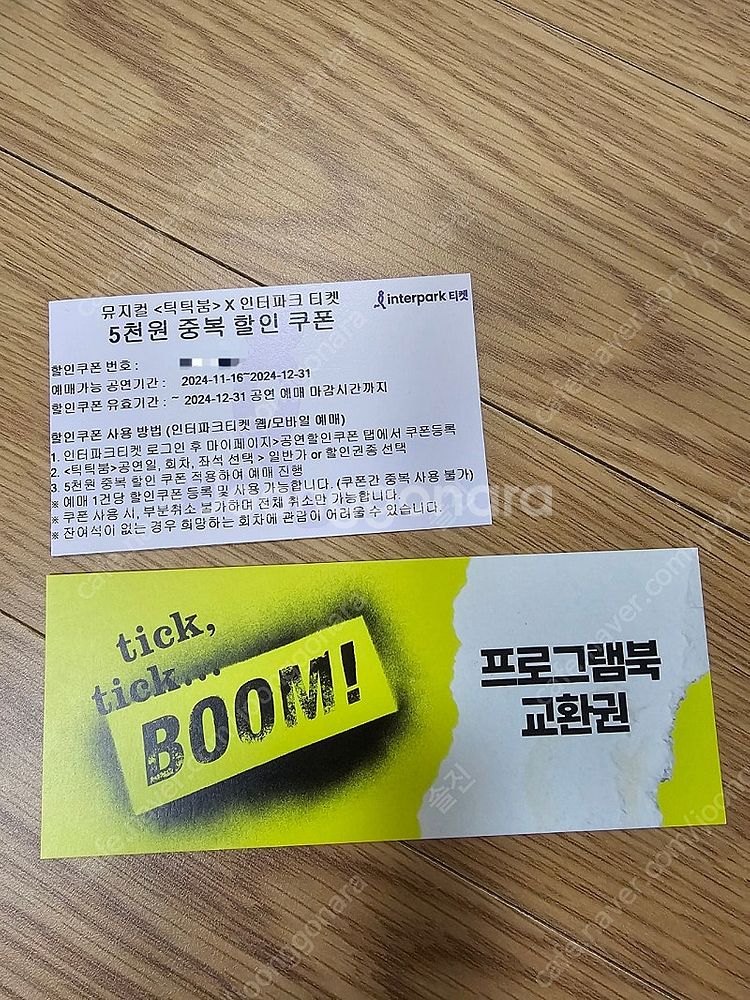 뮤지컬 <틱틱붐> X 인터파크 티켓
interpark 티켓
5천원 중복 할인 쿠폰
할인쿠폰 번호 :
예매가능 공연기간 : 2024-11-16~2024-12-31
할인쿠폰 유효기간 : ~ 2024-12-31 공연 예매 마감시간까지
할인쿠폰 사용 방법 (인터파크티켓 웹/모바일 예매)
1. 인터파크티켓 로그인 후 마이페이지>공연할인쿠폰 탭에서 쿠폰등록
2. <틱틱붐>공연일, 회차, 좌석 선택 > 일반가 or 할인권종 선택
3. 5천원 중복 할인 쿠폰 적용하여 예매 진행
※ 예매 1건당 할인쿠폰 등록 및 사용 가능합니다. (쿠폰간 중복 사용 불가)
※ 쿠폰 사용 시, 부분취소 불가하며 전체 취소만 가능합니다.
※ 잔여석이 없는 경우 희망하는 회차에 관람이 어려울 수 있습니다.
joonggonara
tick,
tick...
BOOM!
프로그램북
교환권
솔진
cafe.naver.com/joonggonara